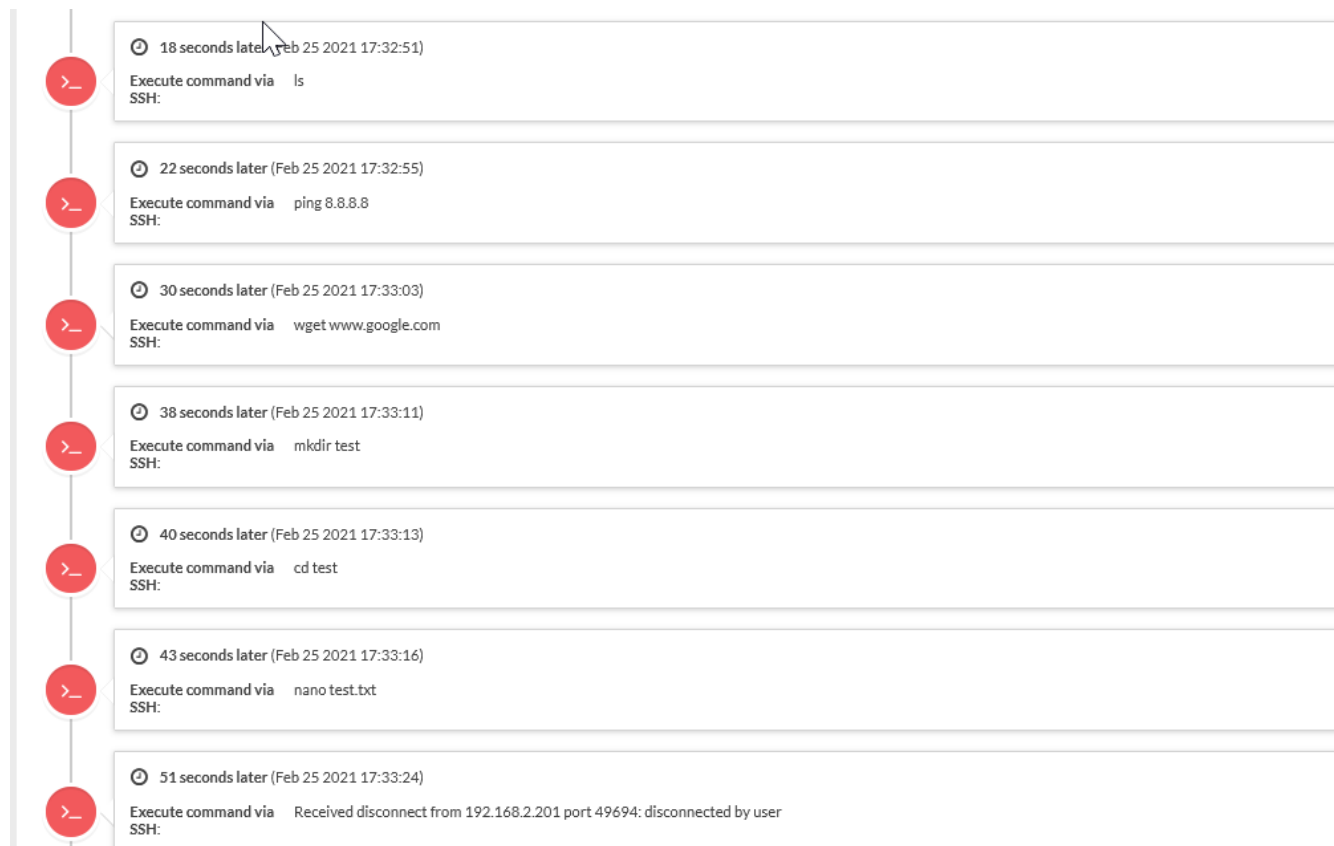 18 seconds late Feb 25 2021 17:32:51)
Execute command via ls
SSH:
22 seconds later (Feb 25 2021 17:32:55)
Execute command via ping 8.8.8.8
SSH:
30 seconds later (Feb 25 2021 17:33:03)
Execute command via wget www.google.com
SSH:
38 seconds later (Feb 25 2021 17:33:11)
Execute command via mkdir test
SSH:
40 seconds later (Feb 25 2021 17:33:13)
Execute command via cd test
SSH:
43 seconds later (Feb 25 2021 17:33:16)
Execute command via nano test.txt
SSH:
51 seconds later (Feb 25 2021 17:33:24)
Execute command via Received disconnect from 192.168.2.201 port 49694: disconnected by user
SSH: